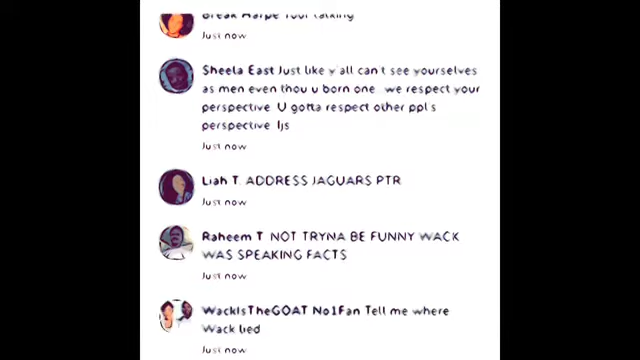 Just now
Sheela East Just like y'all can't see yourselves
as men even thou u born one we respect your
perspective U gotta respect other ppl's
perspective Ijs
Just now
Liah T. ADDRESS JAGUARS PTR
Just now
Raheem T NOT TRYNA BE FUNNY WACK
WAS SPEAKING FACTS
Just now
WackIsTheGOAT No1Fan Tell me where
Wack lied
Just now